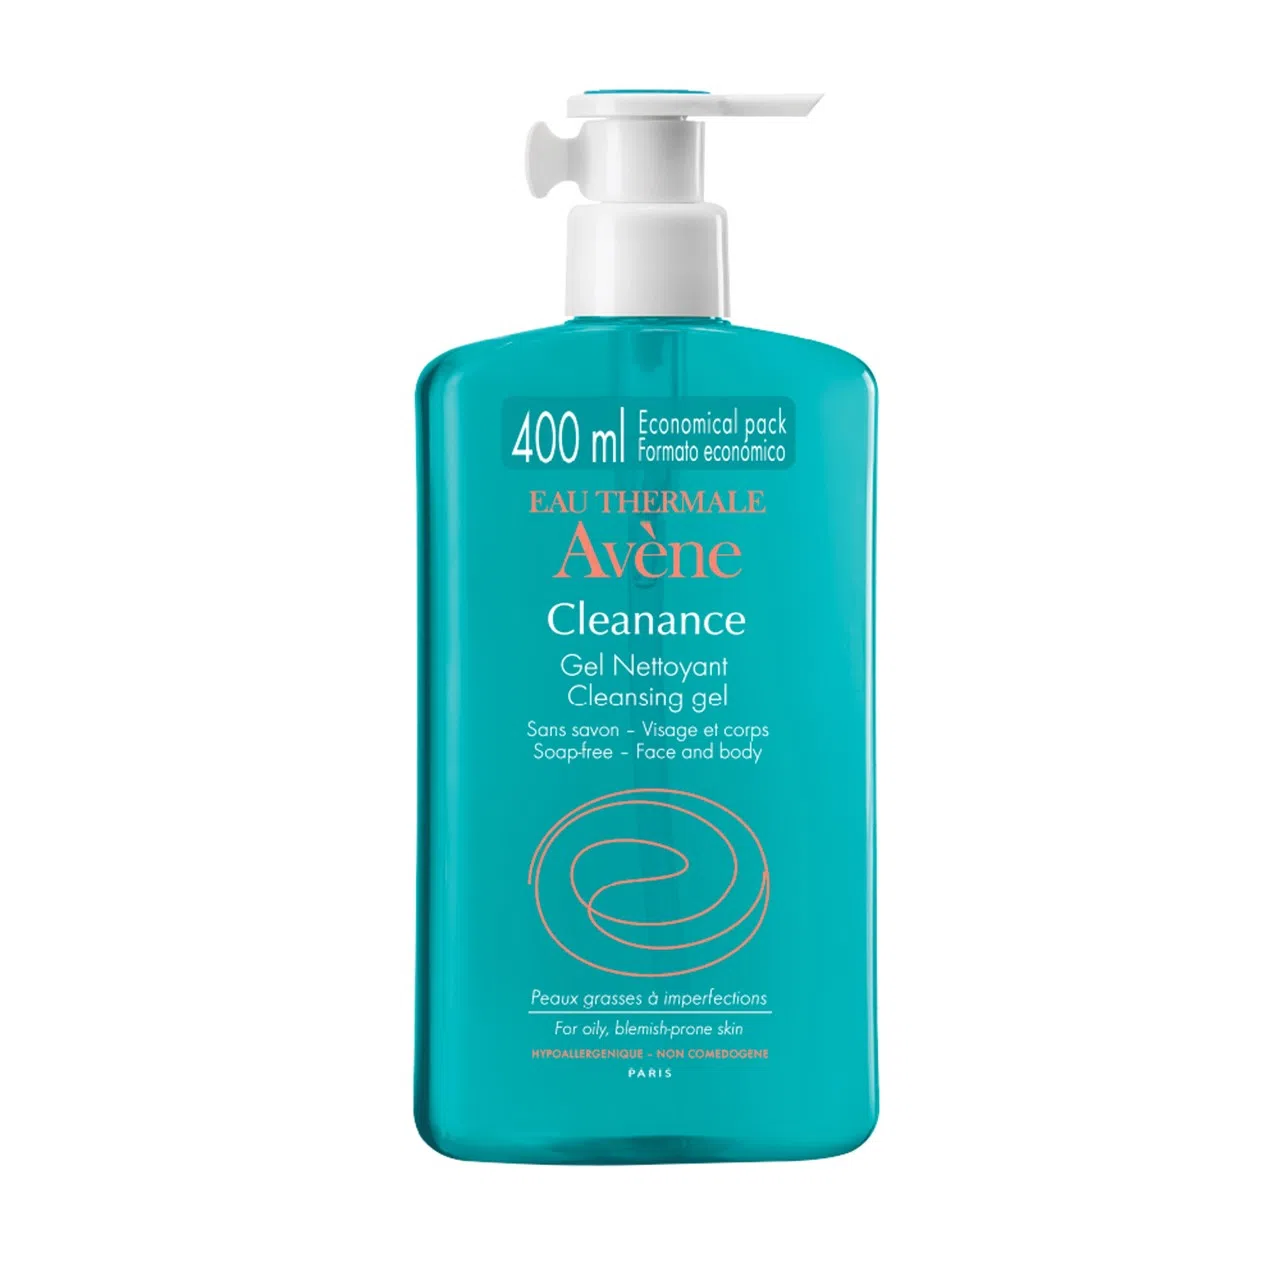 400 ml
Economical pack
Formato económico
EAU THERMALE
Avène
Cleanance
Gel Nettoyant
Cleansing gel
Sans savon – Visage et corps
Soap-free – Face and body
Peaux grasses à imperfections
For oily, blemish-prone skin
HYPOALLERGENIQUE – NON COMEDOGENE
PARIS